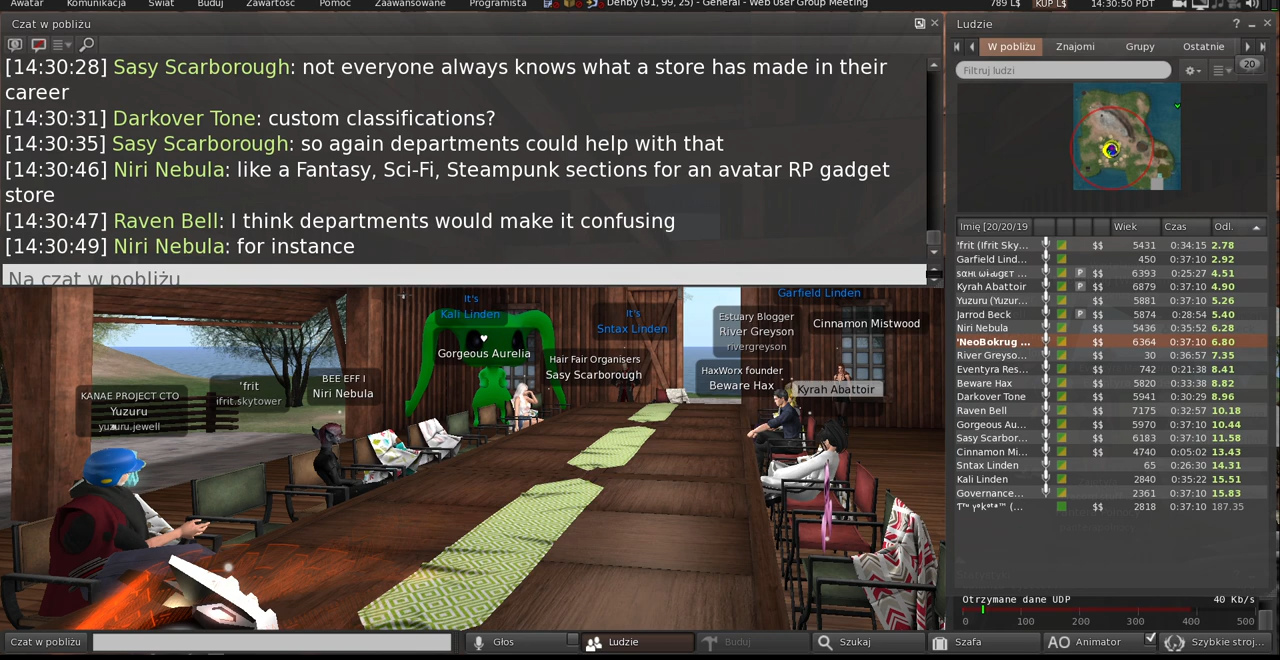 Awatar Komunikacja Świat Buduj Zawartość Pomoc Zaawansowane Programista Denby (91, 99, 25) - General - Web User Group Meeting 789 L$ KUP L$ 14:30:50 PDT
Czat w pobliżu
[14:30:28] Sasy Scarborough: not everyone always knows what a store has made in their
career
[14:30:31] Darkover Tone: custom classifications?
[14:30:35] Sasy Scarborough: so again departments could help with that
[14:30:46] Niri Nebula: like a Fantasy, Sci-Fi, Steampunk sections for an avatar RP gadget
store
[14:30:47] Raven Bell: I think departments would make it confusing
[14:30:49] Niri Nebula: for instance
Na czat w pobliżu
It's
Kali Linden
Gorgeous Aurelia
It's
Sntax Linden
Hair Fair Organisers
Sasy Scarborough
Garfield Linden
Estuary Blogger
River Greyson
rivergreyson
Cinnamon Mistwood
HaxWorx founder
Beware Hax
Kyrah Abattoir
KANAE PROJECT CTO
Yuzuru
yuzuru.jewell
'frit
ifrit.skytower
BEE EFF I
Niri Nebula
Ludzie
W pobliżu Znajomi Grupy Ostatnie
Filtruj ludzi
20
Imię [20/20/19 Wiek Czas Odl.
'frit (Ifrit Sky... $$ 5431 0:34:15 2.78
Garfield Lind... 450 0:37:10 2.92
P $$ 6393 0:25:27 4.51
Kyrah Abattoir P $$ 6879 0:37:10 4.90
Yuzuru (Yuzur... $$ 5881 0:37:10 5.26
Jarrod Beck P $$ 5874 0:28:54 5.40
Niri Nebula $$ 5436 0:35:52 6.28
'NeoBokrug ... $$ 6364 0:37:10 6.80
River Greyso... $$ 30 0:36:57 7.35
Eventyra Res... $$ 742 0:21:38 8.41
Beware Hax $$ 5820 0:33:38 8.82
Darkover Tone $$ 5941 0:30:29 8.96
Raven Bell $$ 7175 0:32:57 10.18
Gorgeous Au... $$ 5970 0:37:10 10.44
Sasy Scarbor... $$ 6183 0:37:10 11.58
Cinnamon Mi... $$ 4740 0:05:02 13.43
Sntax Linden 65 0:26:30 14.31
Kali Linden 2840 0:35:22 15.51
Governance... 2361 0:37:10 15.83
$$ 2818 0:37:10 187.35
Otrzymane dane UDP 40 Kb/s
0 100 200 300 400 500
Czat w pobliżu Głos Ludzie Buduj Szukaj Szafa AO Animator Szybkie stroj...